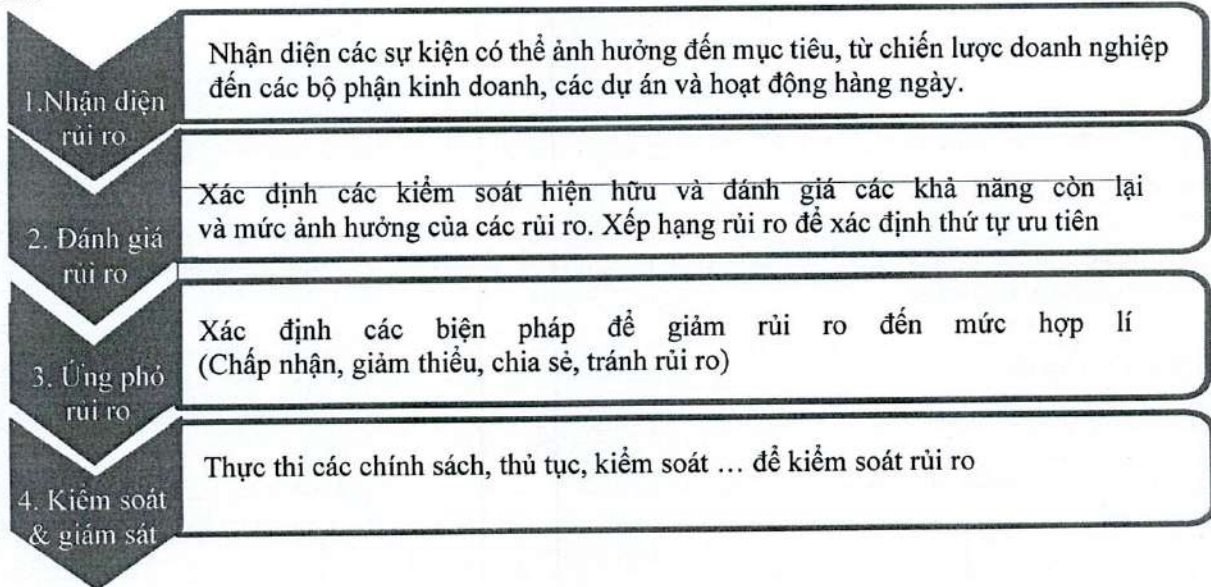 1.Nhận diện
rủi ro
Nhận diện các sự kiện có thể ảnh hưởng đến mục tiêu, từ chiến lược doanh nghiệp
đến các bộ phận kinh doanh, các dự án và hoạt động hàng ngày.
2. Đánh giá
rủi ro
Xác định các kiểm soát hiện hữu và đánh giá các khả năng còn lại
và mức ảnh hưởng của các rủi ro. Xếp hạng rủi ro để xác định thứ tự ưu tiên
3. Ứng phó
rủi ro
Xác định các biện pháp để giảm rủi ro đến mức hợp lí
(Chấp nhận, giảm thiểu, chia sẻ, tránh rủi ro)
4. Kiểm soát
& giám sát
Thực thi các chính sách, thủ tục, kiểm soát … để kiểm soát rủi ro